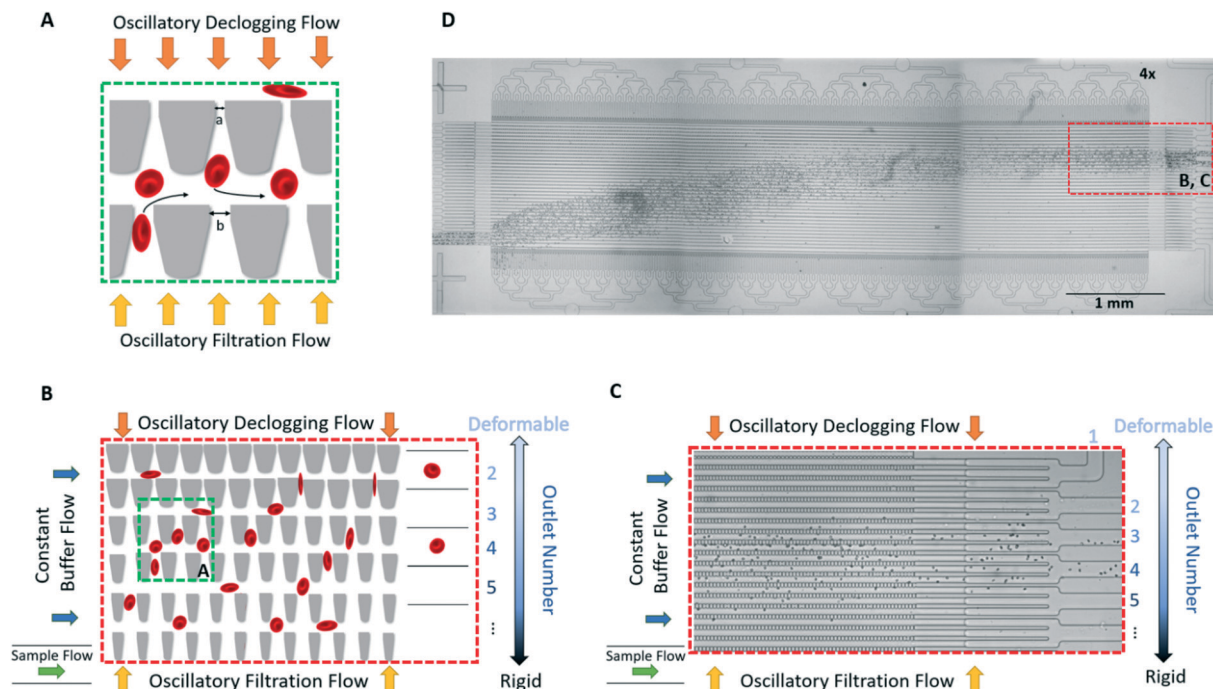 A
Oscillatory Declogging Flow
a
b
Oscillatory Filtration Flow
D
4x
B, C
1 mm
B
Oscillatory Declogging Flow
Deformable
Constant
Buffer Flow
A
2
3
4
5
...
Outlet Number
Sample Flow
Oscillatory Filtration Flow
Rigid
C
Oscillatory Declogging Flow
Deformable
1
Constant
Buffer Flow
2
3
4
5
...
Outlet Number
Sample Flow
Oscillatory Filtration Flow
Rigid